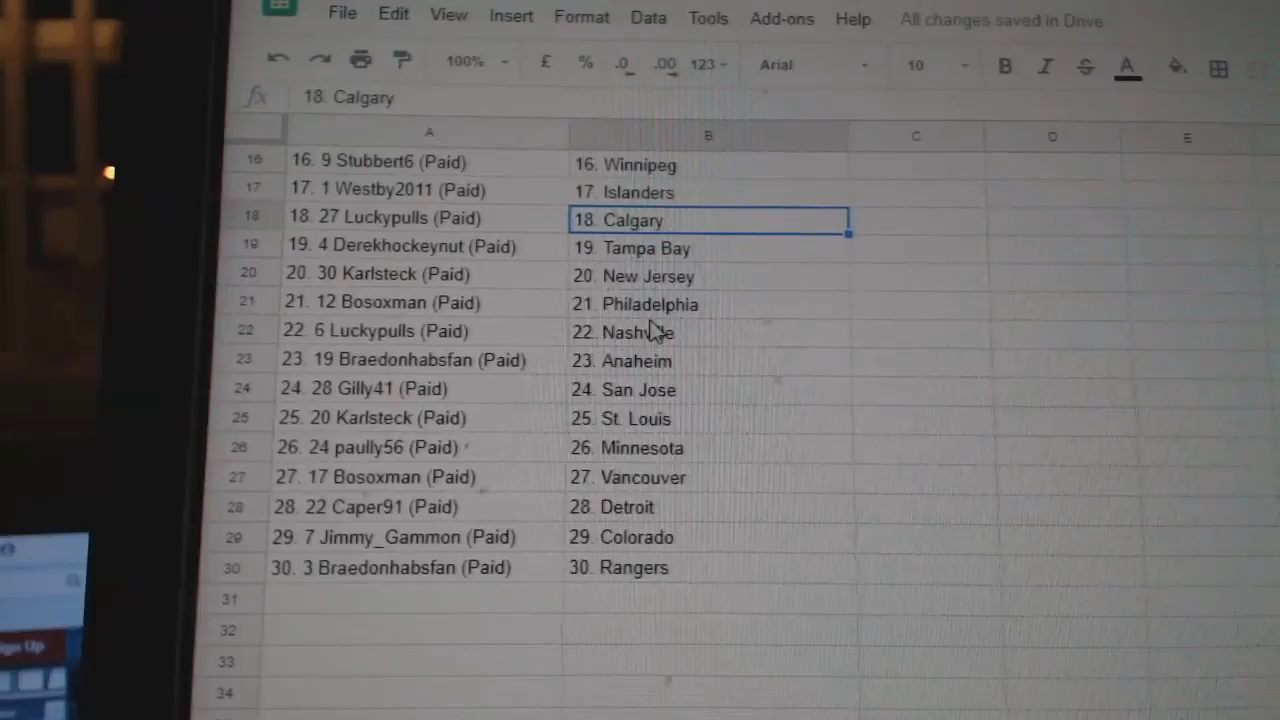 File Edit View Insert Format Data Tools Add-ons Help All changes saved in Drive
100% £ % .0 .00 123 Arial 10 B I S A
fx 18. Calgary
A B C D E
16 16. 9 Stubbert6 (Paid) 16. Winnipeg
17 17. 1 Westby2011 (Paid) 17. Islanders
18 18. 27 Luckypulls (Paid) 18. Calgary
19 19. 4 Derekhockeynut (Paid) 19. Tampa Bay
20 20. 30 Karlsteck (Paid) 20. New Jersey
21 21. 12 Bosoxman (Paid) 21. Philadelphia
22 22. 6 Luckypulls (Paid) 22. Nashville
23 23. 19 Braedonhabsfan (Paid) 23. Anaheim
24 24. 28 Gilly41 (Paid) 24. San Jose
25 25. 20 Karlsteck (Paid) 25. St. Louis
26 26. 24 paully56 (Paid) 26. Minnesota
27 27. 17 Bosoxman (Paid) 27. Vancouver
28 28. 22 Caper91 (Paid) 28. Detroit
29 29. 7 Jimmy_Gammon (Paid) 29. Colorado
30 30. 3 Braedonhabsfan (Paid) 30. Rangers
31
32
33
34
Up